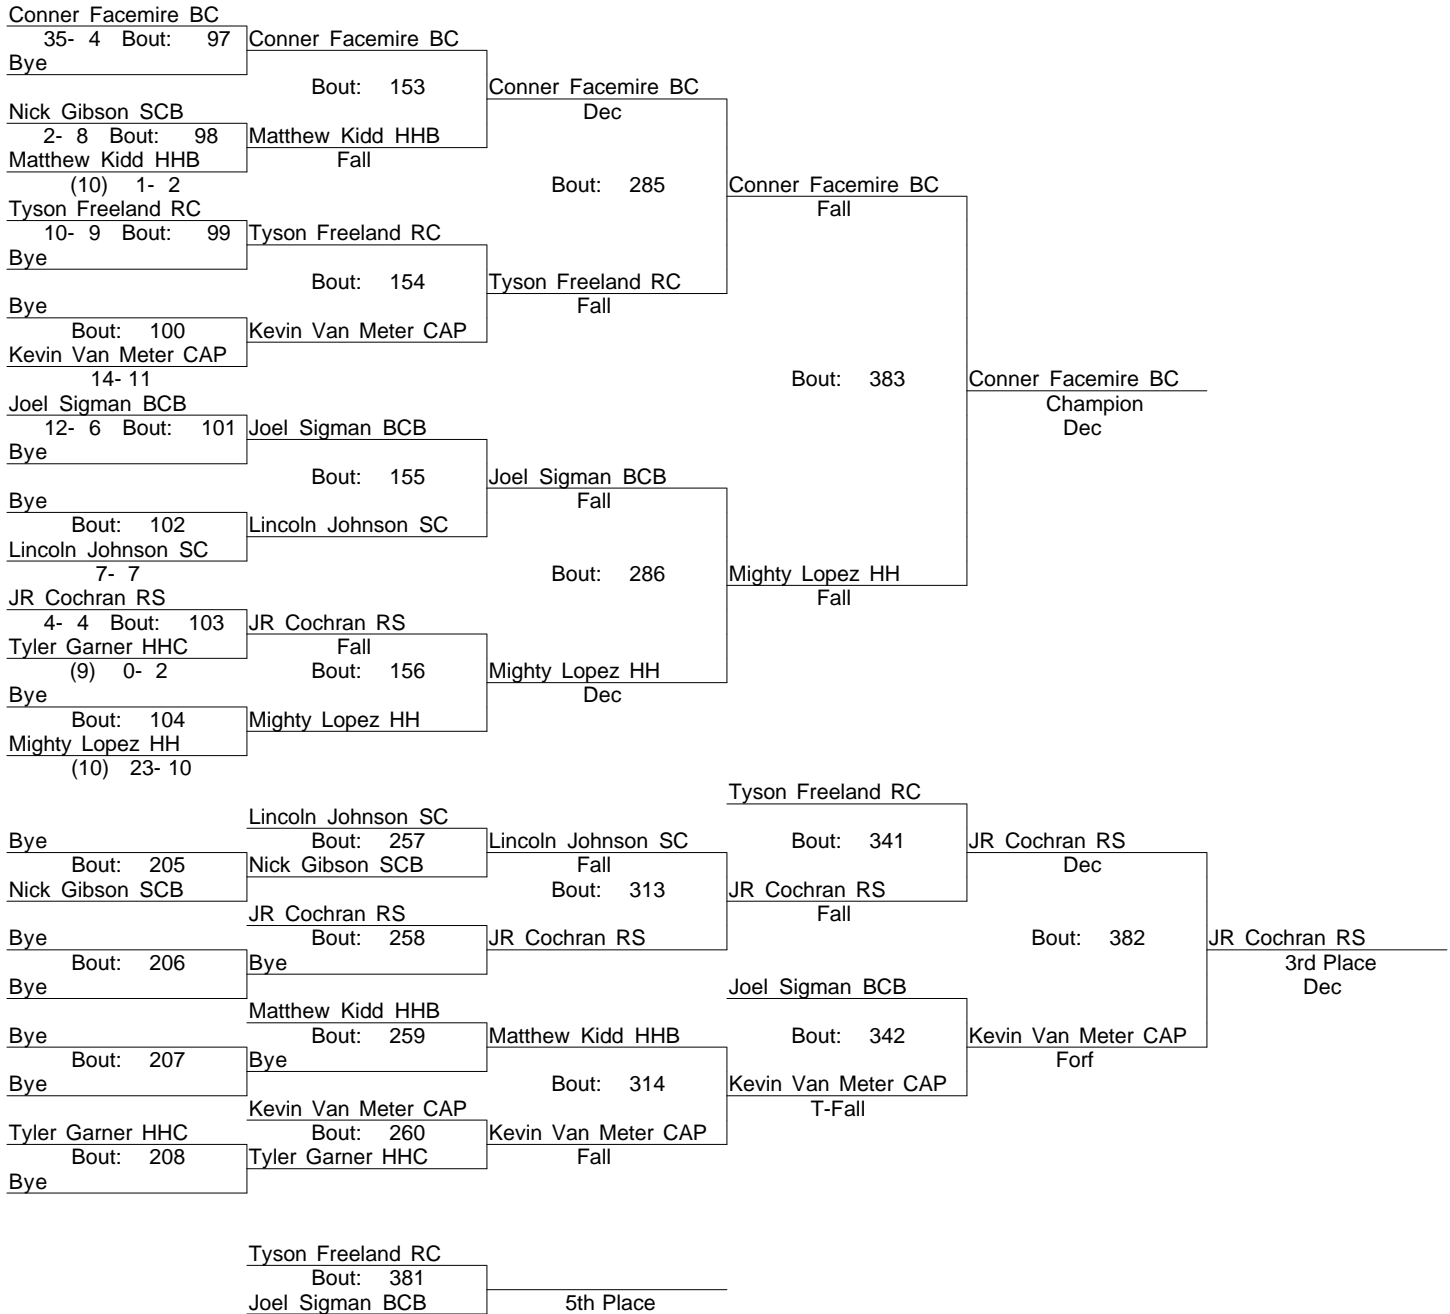 Conner Facemire BC
35- 4 Bout: 97 Conner Facemire BC
Bye
Bout: 153 Conner Facemire BC
Nick Gibson SCB Dec
2- 8 Bout: 98 Matthew Kidd HHB
Matthew Kidd HHB Fall
(10) 1- 2 Bout: 285 Conner Facemire BC
Tyson Freeland RC Fall
10- 9 Bout: 99 Tyson Freeland RC
Bye
Bout: 154 Tyson Freeland RC
Bye Fall
Bout: 100 Kevin Van Meter CAP
Kevin Van Meter CAP
14- 11 Bout: 383 Conner Facemire BC
Joel Sigman BCB Champion
12- 6 Bout: 101 Joel Sigman BCB Dec
Bye
Bout: 155 Joel Sigman BCB
Bye Fall
Bout: 102 Lincoln Johnson SC
Lincoln Johnson SC
7- 7 Bout: 286 Mighty Lopez HH
JR Cochran RS Fall
4- 4 Bout: 103 JR Cochran RS
Tyler Garner HHC Fall
(9) 0- 2 Bout: 156 Mighty Lopez HH
Bye Dec
Bout: 104 Mighty Lopez HH
Mighty Lopez HH
(10) 23- 10
Tyson Freeland RC
Lincoln Johnson SC
Bye Bout: 257 Lincoln Johnson SC Bout: 341 JR Cochran RS
Bout: 205 Nick Gibson SCB Fall Dec
Nick Gibson SCB Bout: 313 JR Cochran RS
JR Cochran RS Fall
Bye Bout: 258 JR Cochran RS Bout: 382 JR Cochran RS
Bout: 206 Bye 3rd Place
Bye Joel Sigman BCB Dec
Matthew Kidd HHB
Bye Bout: 259 Matthew Kidd HHB Bout: 342 Kevin Van Meter CAP
Bout: 207 Bye Forf
Bye Bout: 314 Kevin Van Meter CAP
Kevin Van Meter CAP T-Fall
Tyler Garner HHC Bout: 260 Kevin Van Meter CAP
Bout: 208 Tyler Garner HHC Fall
Bye
Tyson Freeland RC
Bout: 381
Joel Sigman BCB 5th Place